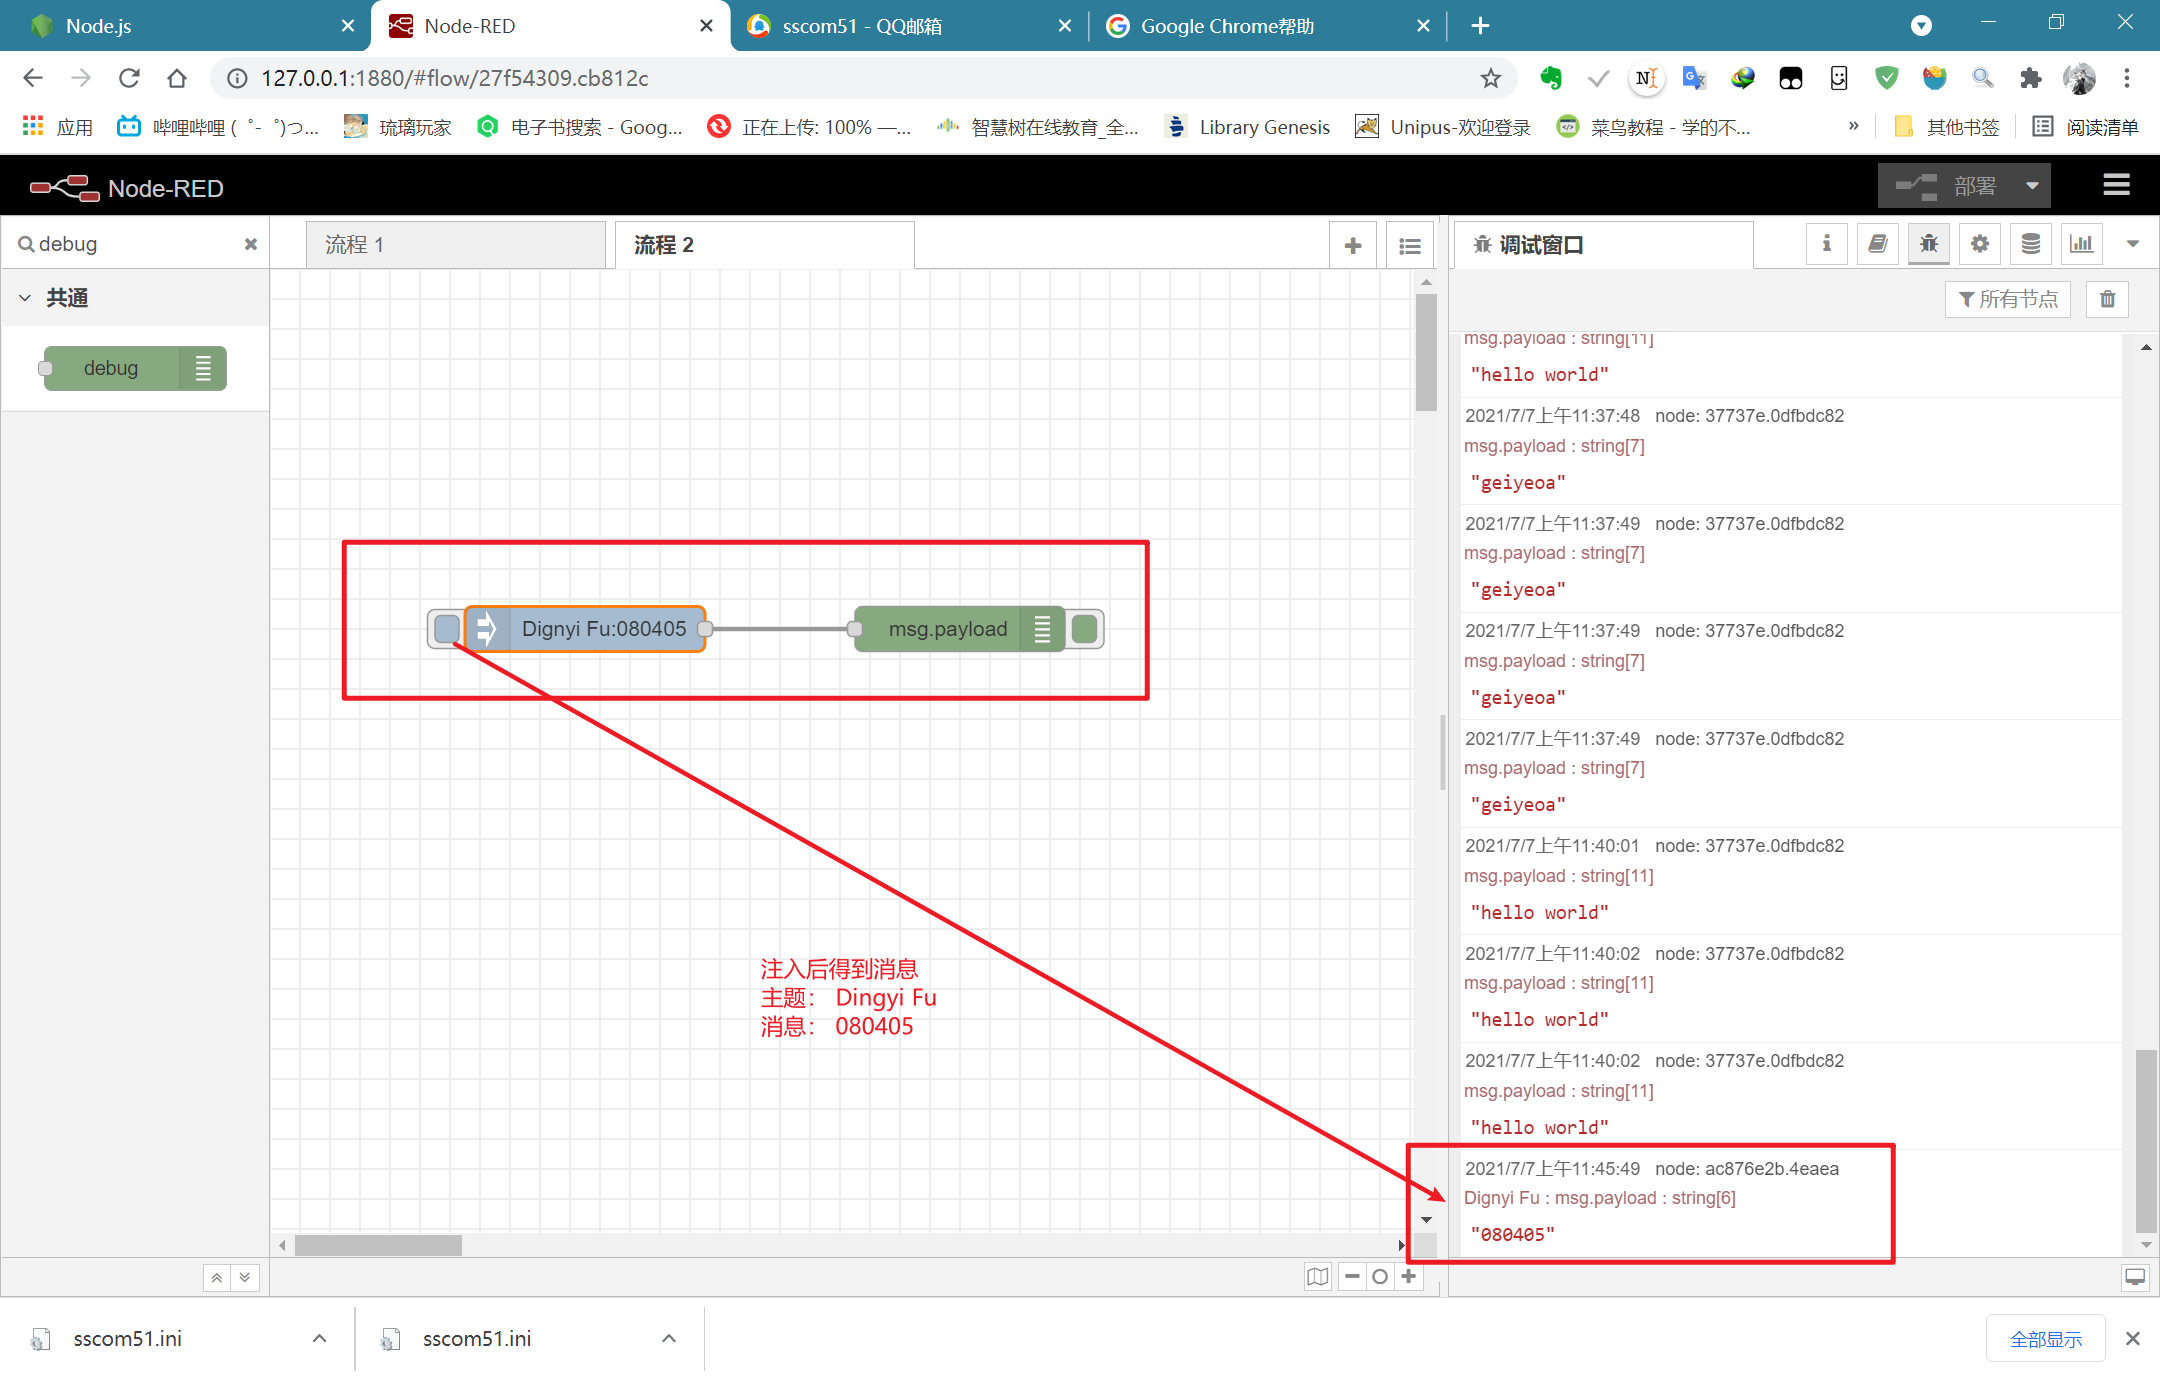 Node.js
Node-RED
sscom51 - QQ邮箱
Google Chrome帮助
127.0.0.1:1880/#flow/27f54309.cb812c
应用
哔哩哔哩 (゜-゜)つ...
琉璃玩家
电子书搜索 - Goog...
正在上传: 100% —...
智慧树在线教育_全...
Library Genesis
Unipus-欢迎登录
菜鸟教程 - 学的不...
»
其他书签
阅读清单
Node-RED
部署
debug
流程 1
流程 2
调试窗口
共通
所有节点
debug
msg.payload : string[11]
"hello world"
2021/7/7上午11:37:48 node: 37737e.0dfbdc82
msg.payload : string[7]
"geiyeoa"
2021/7/7上午11:37:49 node: 37737e.0dfbdc82
msg.payload : string[7]
"geiyeoa"
2021/7/7上午11:37:49 node: 37737e.0dfbdc82
msg.payload : string[7]
"geiyeoa"
2021/7/7上午11:37:49 node: 37737e.0dfbdc82
msg.payload : string[7]
"geiyeoa"
2021/7/7上午11:40:01 node: 37737e.0dfbdc82
msg.payload : string[11]
"hello world"
2021/7/7上午11:40:02 node: 37737e.0dfbdc82
msg.payload : string[11]
"hello world"
2021/7/7上午11:40:02 node: 37737e.0dfbdc82
msg.payload : string[11]
"hello world"
2021/7/7上午11:45:49 node: ac876e2b.4eaea
Dignyi Fu : msg.payload : string[6]
"080405"
Dignyi Fu:080405
msg.payload
注入后得到消息
主题： Dingyi Fu
消息： 080405
sscom51.ini
sscom51.ini
全部显示